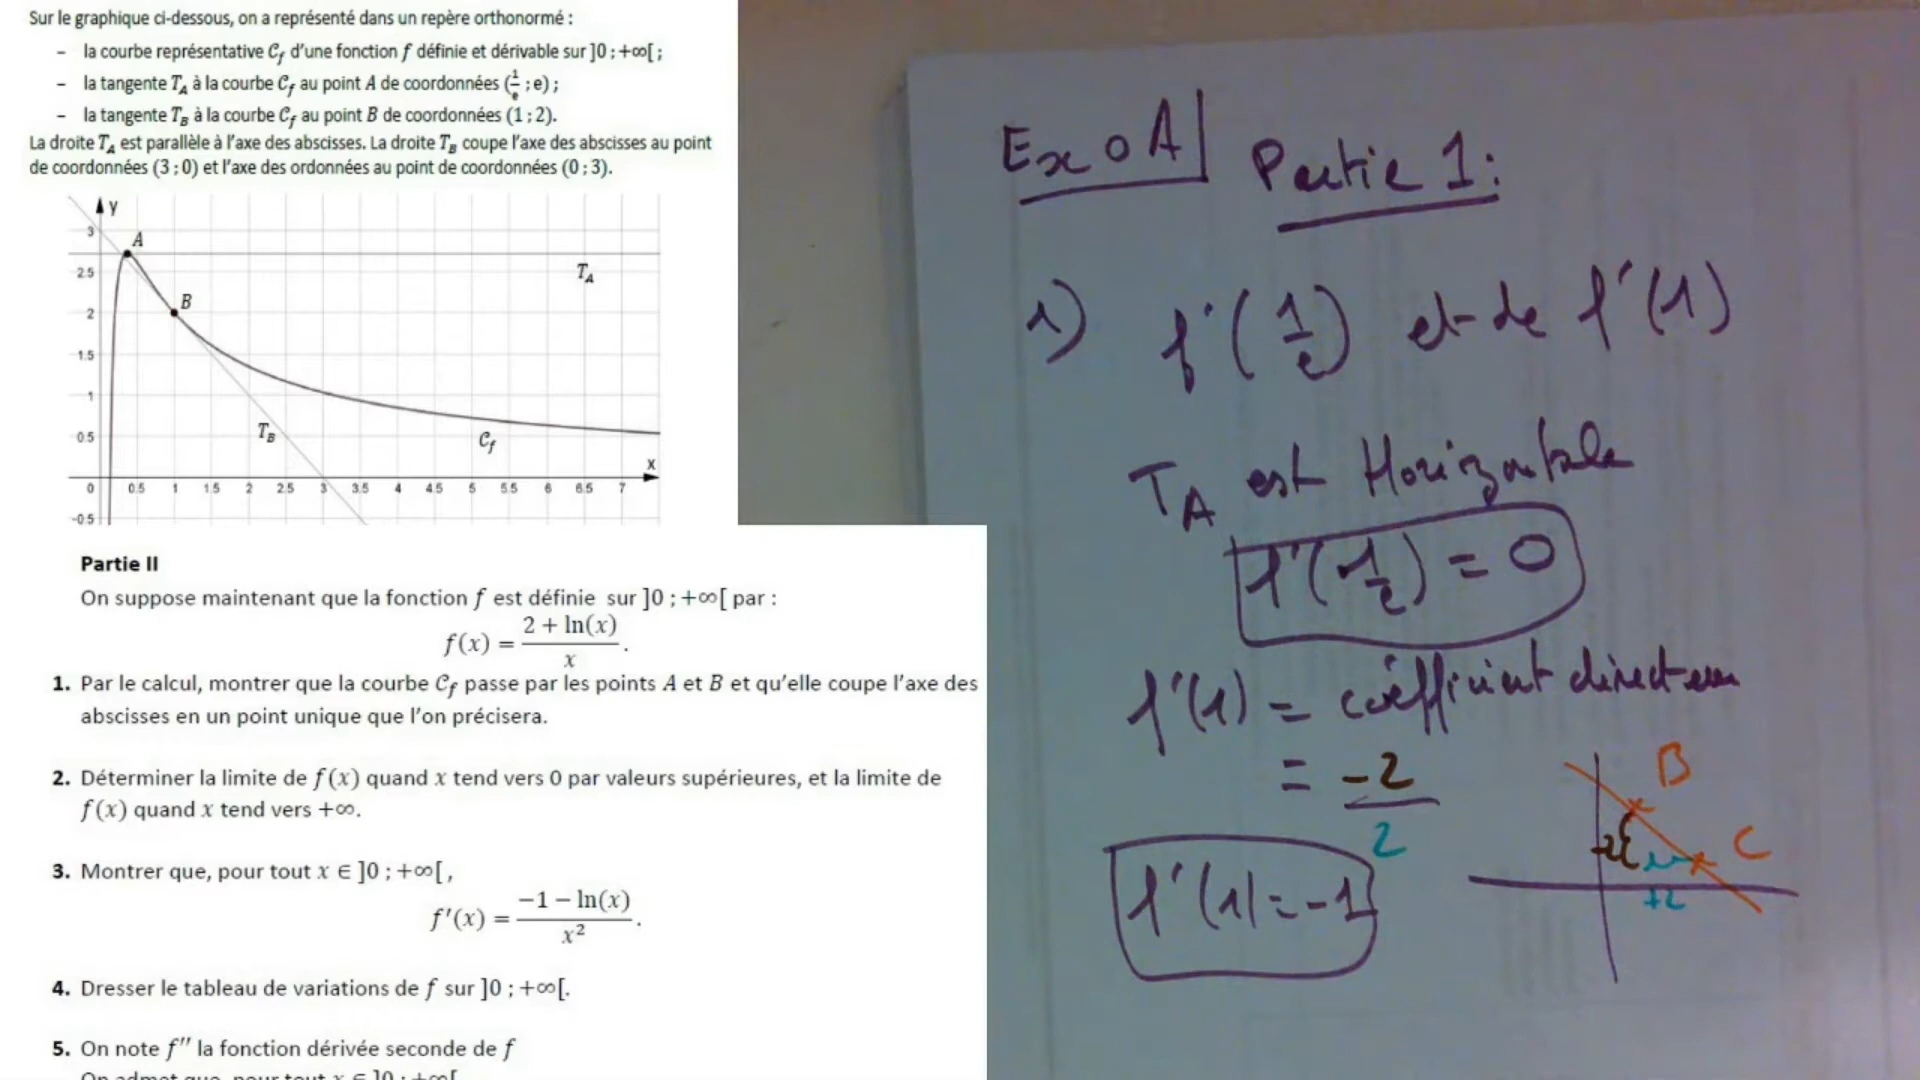 Sur le graphique ci-dessous, on a représenté dans un repère orthonormé :
– la courbe représentative 𝒞f d'une fonction f définie et dérivable sur ]0 ; +∞[ ;
– la tangente TA à la courbe 𝒞f au point A de coordonnées (1/e ; e) ;
– la tangente TB à la courbe 𝒞f au point B de coordonnées (1 ; 2).
La droite TA est parallèle à l'axe des abscisses. La droite TB coupe l'axe des abscisses au point
de coordonnées (3 ; 0) et l'axe des ordonnées au point de coordonnées (0 ; 3).
y
3
A
TA
2.5
B
2
1.5
1
0.5
TB
𝒞f
x
0 0.5 1 1.5 2 2.5 3 3.5 4 4.5 5 5.5 6 6.5 7
-0.5
Partie II
On suppose maintenant que la fonction f est définie sur ]0 ; +∞[ par :
f(x) = (2 + ln(x))/x .
1. Par le calcul, montrer que la courbe 𝒞f passe par les points A et B et qu'elle coupe l'axe des
abscisses en un point unique que l'on précisera.
2. Déterminer la limite de f(x) quand x tend vers 0 par valeurs supérieures, et la limite de
f(x) quand x tend vers +∞.
3. Montrer que, pour tout x ∈ ]0 ; +∞[,
f'(x) = (−1 − ln(x))/x² .
4. Dresser le tableau de variations de f sur ]0 ; +∞[.
5. On note f'' la fonction dérivée seconde de f
On admet que, pour tout x ∈ ]0 ; +∞[
Exo A Partie 1 :
1) f'(1/e) et de f'(1)
TA est Horizontale
f'(1/e) = 0
f'(1) = coéfficient directeur
= -2/2
f'(1) = -1
B
C
-2
+2